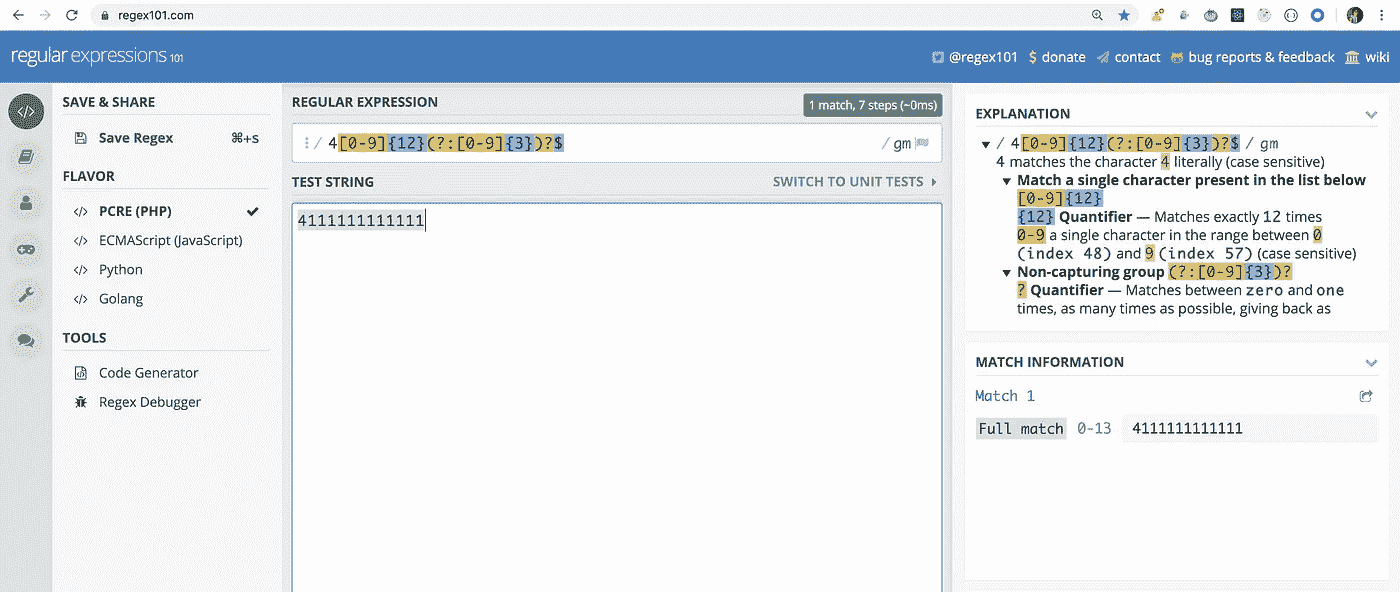 regex101.com
regular expressions 101
@regex101 $ donate contact bug reports & feedback wiki
SAVE & SHARE
Save Regex ⌘+s
FLAVOR
</> PCRE (PHP)
</> ECMAScript (JavaScript)
</> Python
</> Golang
TOOLS
Code Generator
Regex Debugger
REGULAR EXPRESSION 1 match, 7 steps (~0ms)
/ 4[0-9]{12}(?:[0-9]{3})?$ / gm
TEST STRING SWITCH TO UNIT TESTS
4111111111111
EXPLANATION
/ 4[0-9]{12}(?:[0-9]{3})?$ / gm
4 matches the character 4 literally (case sensitive)
Match a single character present in the list below
[0-9]{12}
{12} Quantifier — Matches exactly 12 times
0-9 a single character in the range between 0
(index 48) and 9 (index 57) (case sensitive)
Non-capturing group (?:[0-9]{3})?
? Quantifier — Matches between zero and one
times, as many times as possible, giving back as
MATCH INFORMATION
Match 1
Full match 0-13 4111111111111